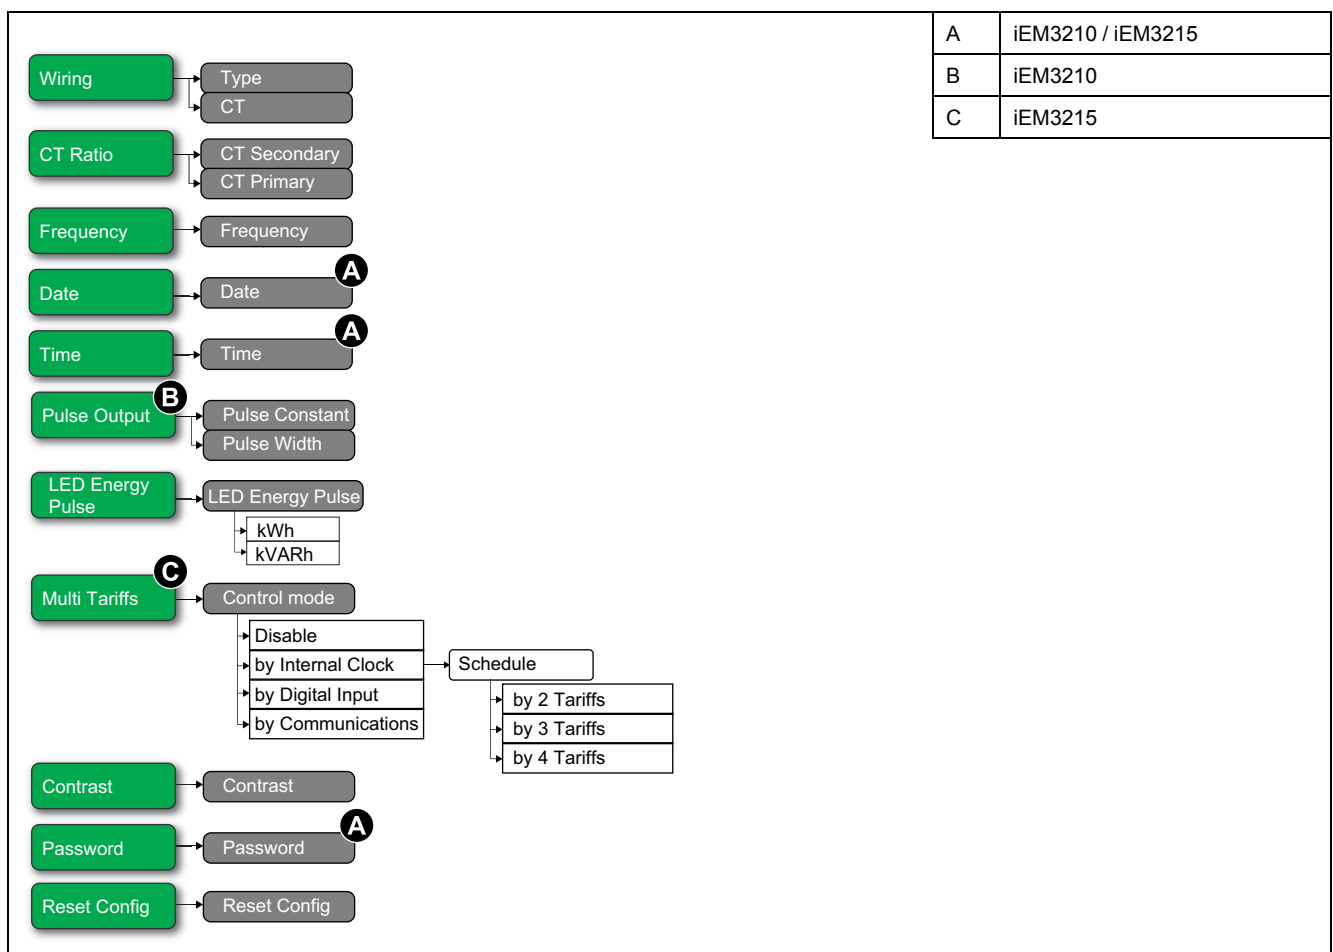 A iEM3210 / iEM3215
B iEM3210
C iEM3215
Wiring
Type
CT
CT Ratio
CT Secondary
CT Primary
Frequency
Frequency
A
Date
Date
A
Time
Time
B
Pulse Output
Pulse Constant
Pulse Width
LED Energy
Pulse
LED Energy Pulse
kWh
kVARh
C
Multi Tariffs
Control mode
Disable
by Internal Clock
by Digital Input
by Communications
Schedule
by 2 Tariffs
by 3 Tariffs
by 4 Tariffs
Contrast
Contrast
A
Password
Password
Reset Config
Reset Config